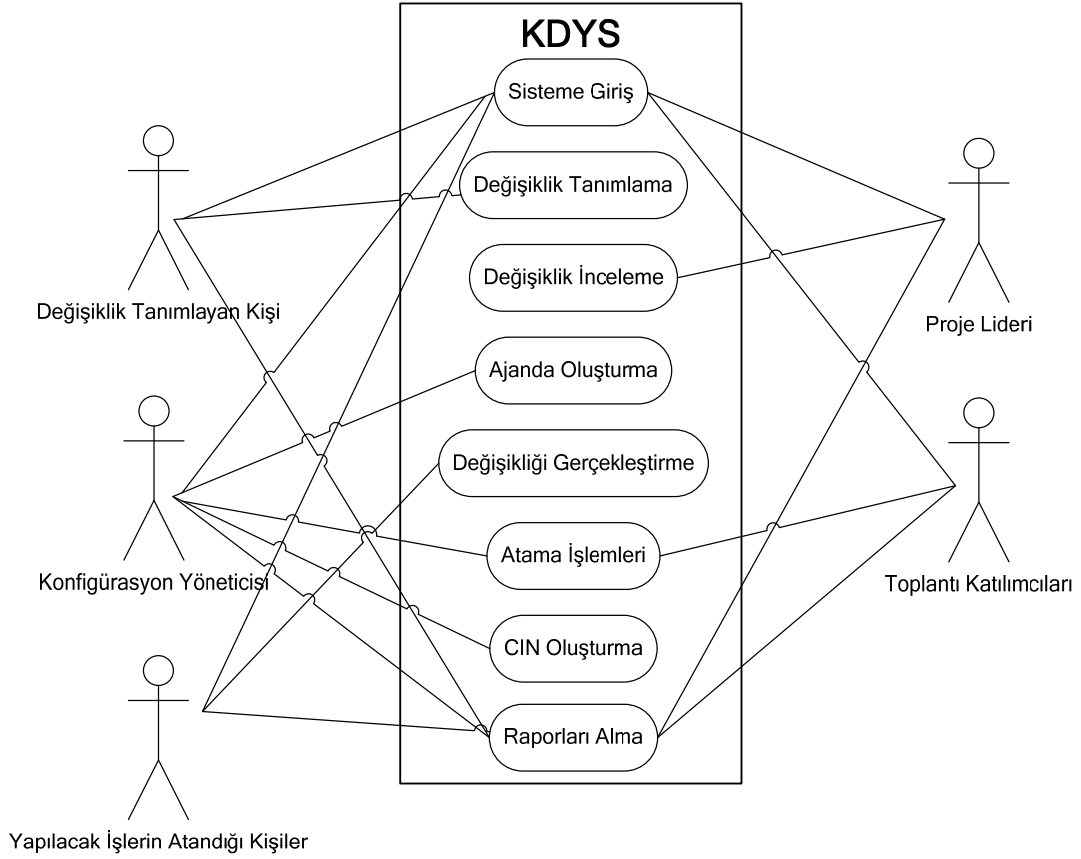 KDYS
Sisteme Giriş
Değişiklik Tanımlama
Değişiklik İnceleme
Değişiklik Tanımlayan Kişi
Proje Lideri
Ajanda Oluşturma
Değişikliği Gerçekleştirme
Atama İşlemleri
Konfigürasyon Yöneticisi
Toplantı Katılımcıları
CIN Oluşturma
Raporları Alma
Yapılacak İşlerin Atandığı Kişiler